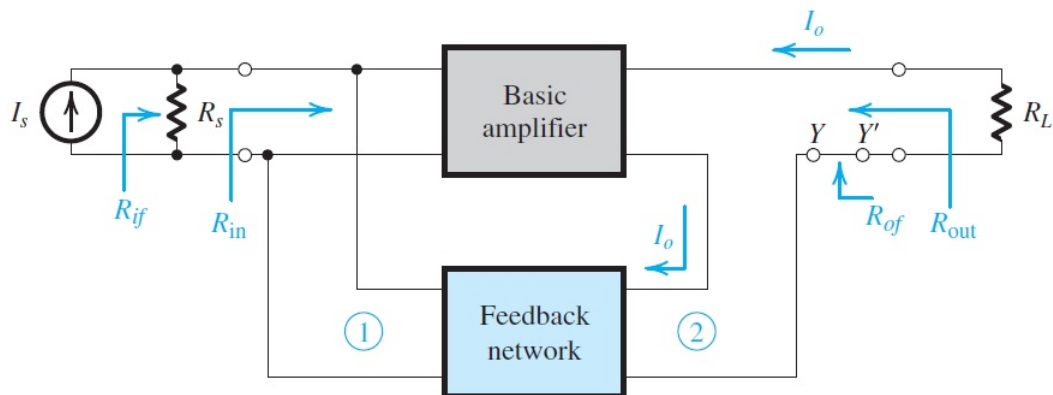 I_o
Basic
amplifier
I_s
R_s
R_L
Y Y'
R_if
R_in
R_of
R_out
I_o
Feedback
network
①
②